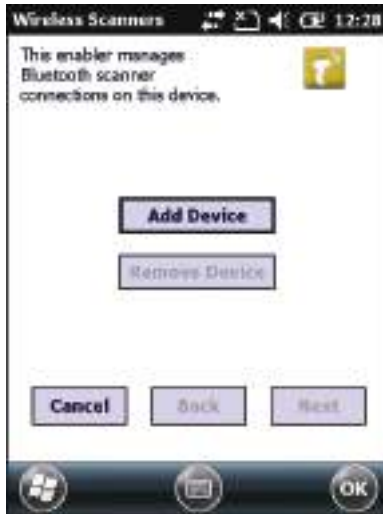 Wireless Scanners 12:28
This enabler manages
Bluetooth scanner
connections on this device.
Add Device
Remove Device
Cancel Back Next
OK